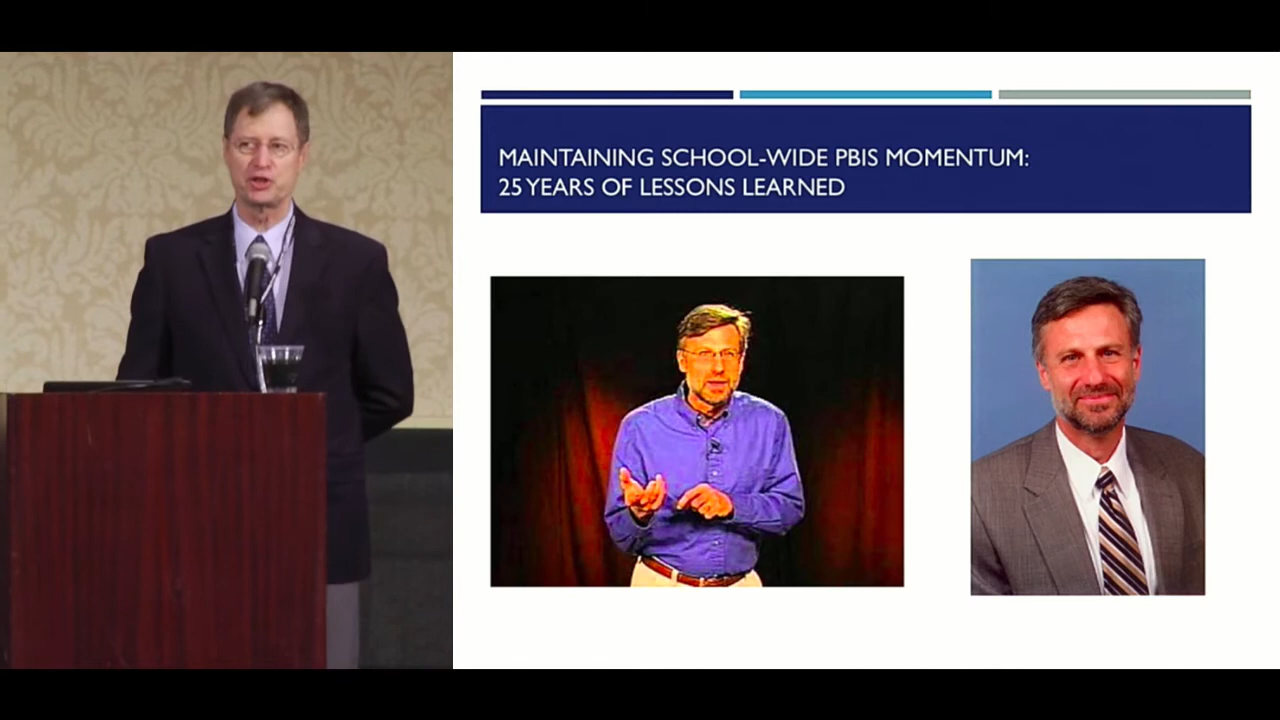 MAINTAINING SCHOOL-WIDE PBIS MOMENTUM:
25 YEARS OF LESSONS LEARNED